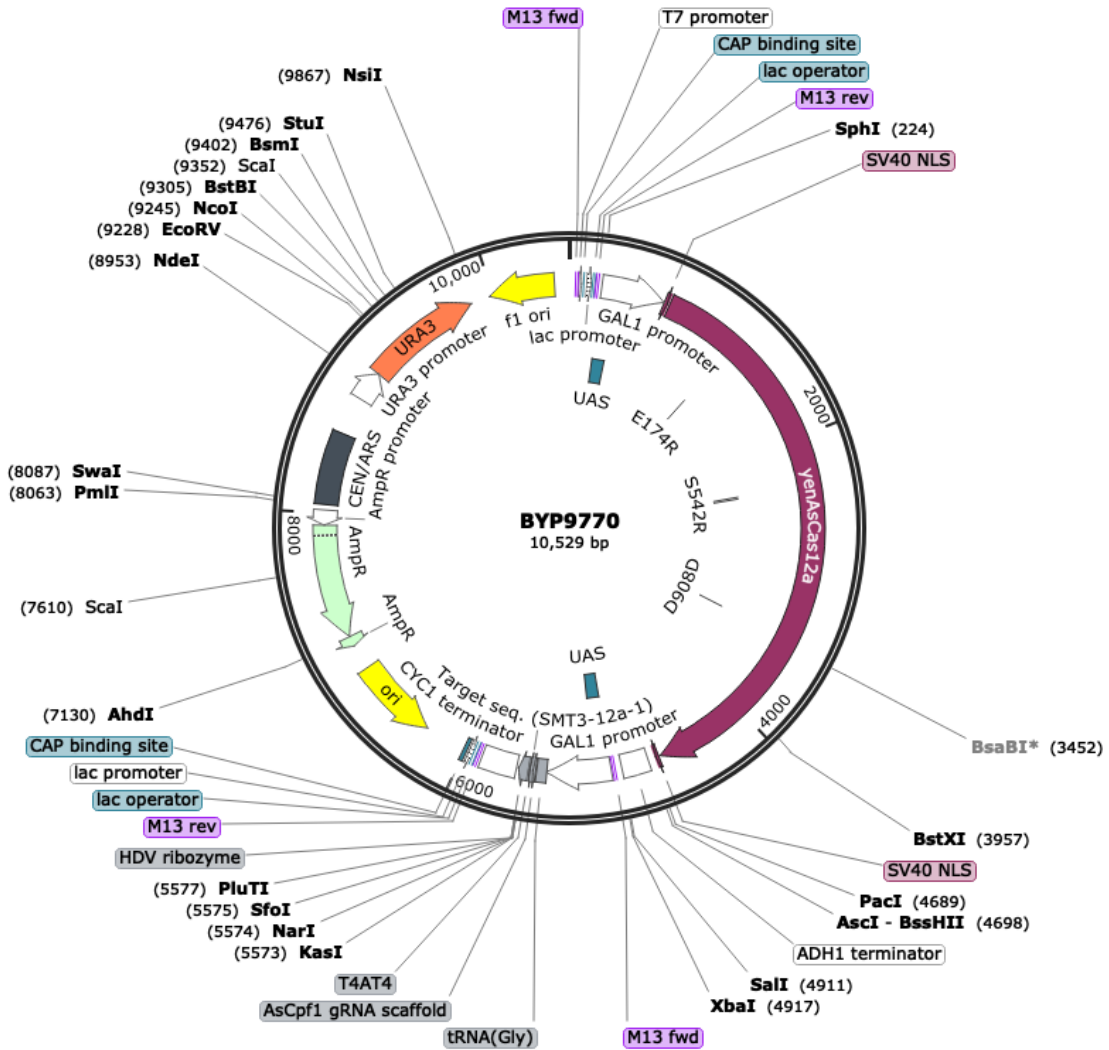 M13 fwd
T7 promoter
CAP binding site
lac operator
M13 rev
SphI (224)
SV40 NLS
(9867) NsiI
(9476) StuI
(9402) BsmI
(9352) ScaI
(9305) BstBI
(9245) NcoI
(9228) EcoRV
(8953) NdeI
10,000
f1 ori
lac promoter
GAL1 promoter
URA3
URA3 promoter
UAS
2000
E174R
yenAsCas12a
S542R
CEN/ARS
AmpR promoter
(8087) SwaI
(8063) PmlI
8000
BYP9770
10,529 bp
AmpR
D908D
(7610) ScaI
AmpR
ori
CYC1 terminator
Target seq. (SMT3-12a-1)
UAS
GAL1 promoter
4000
BsaBI* (3452)
(7130) AhdI
CAP binding site
lac promoter
lac operator
M13 rev
6000
HDV ribozyme
(5577) PluTI
(5575) SfoI
(5574) NarI
(5573) KasI
T4AT4
AsCpf1 gRNA scaffold
tRNA(Gly)
BstXI (3957)
SV40 NLS
PacI (4689)
AscI - BssHII (4698)
ADH1 terminator
SalI (4911)
XbaI (4917)
M13 fwd